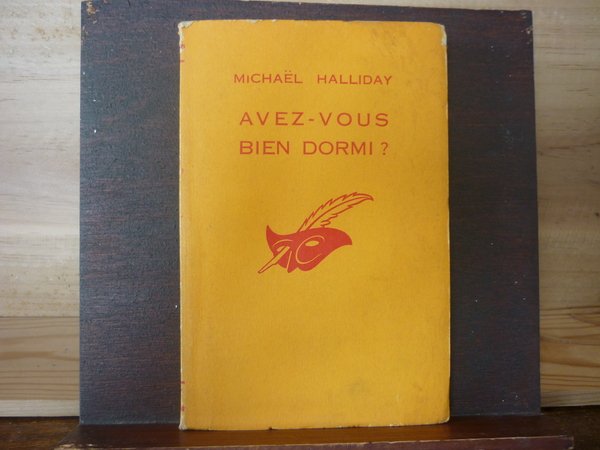 MiCHAËL HALLIDAY
AVEZ-VOUS
BIEN DORMI ?